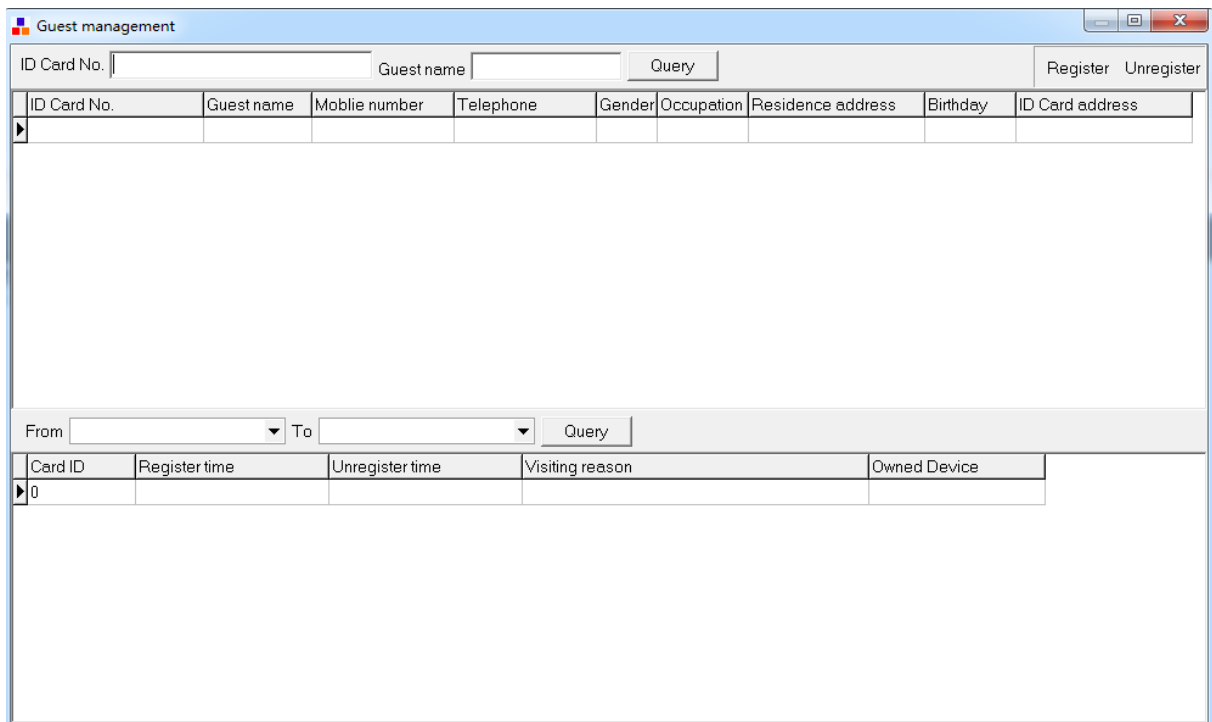 Guest management
ID Card No. Guest name Query Register Unregister
ID Card No. Guest name Moblie number Telephone Gender Occupation Residence address Birthday ID Card address
From To Query
Card ID Register time Unregister time Visiting reason Owned Device
0